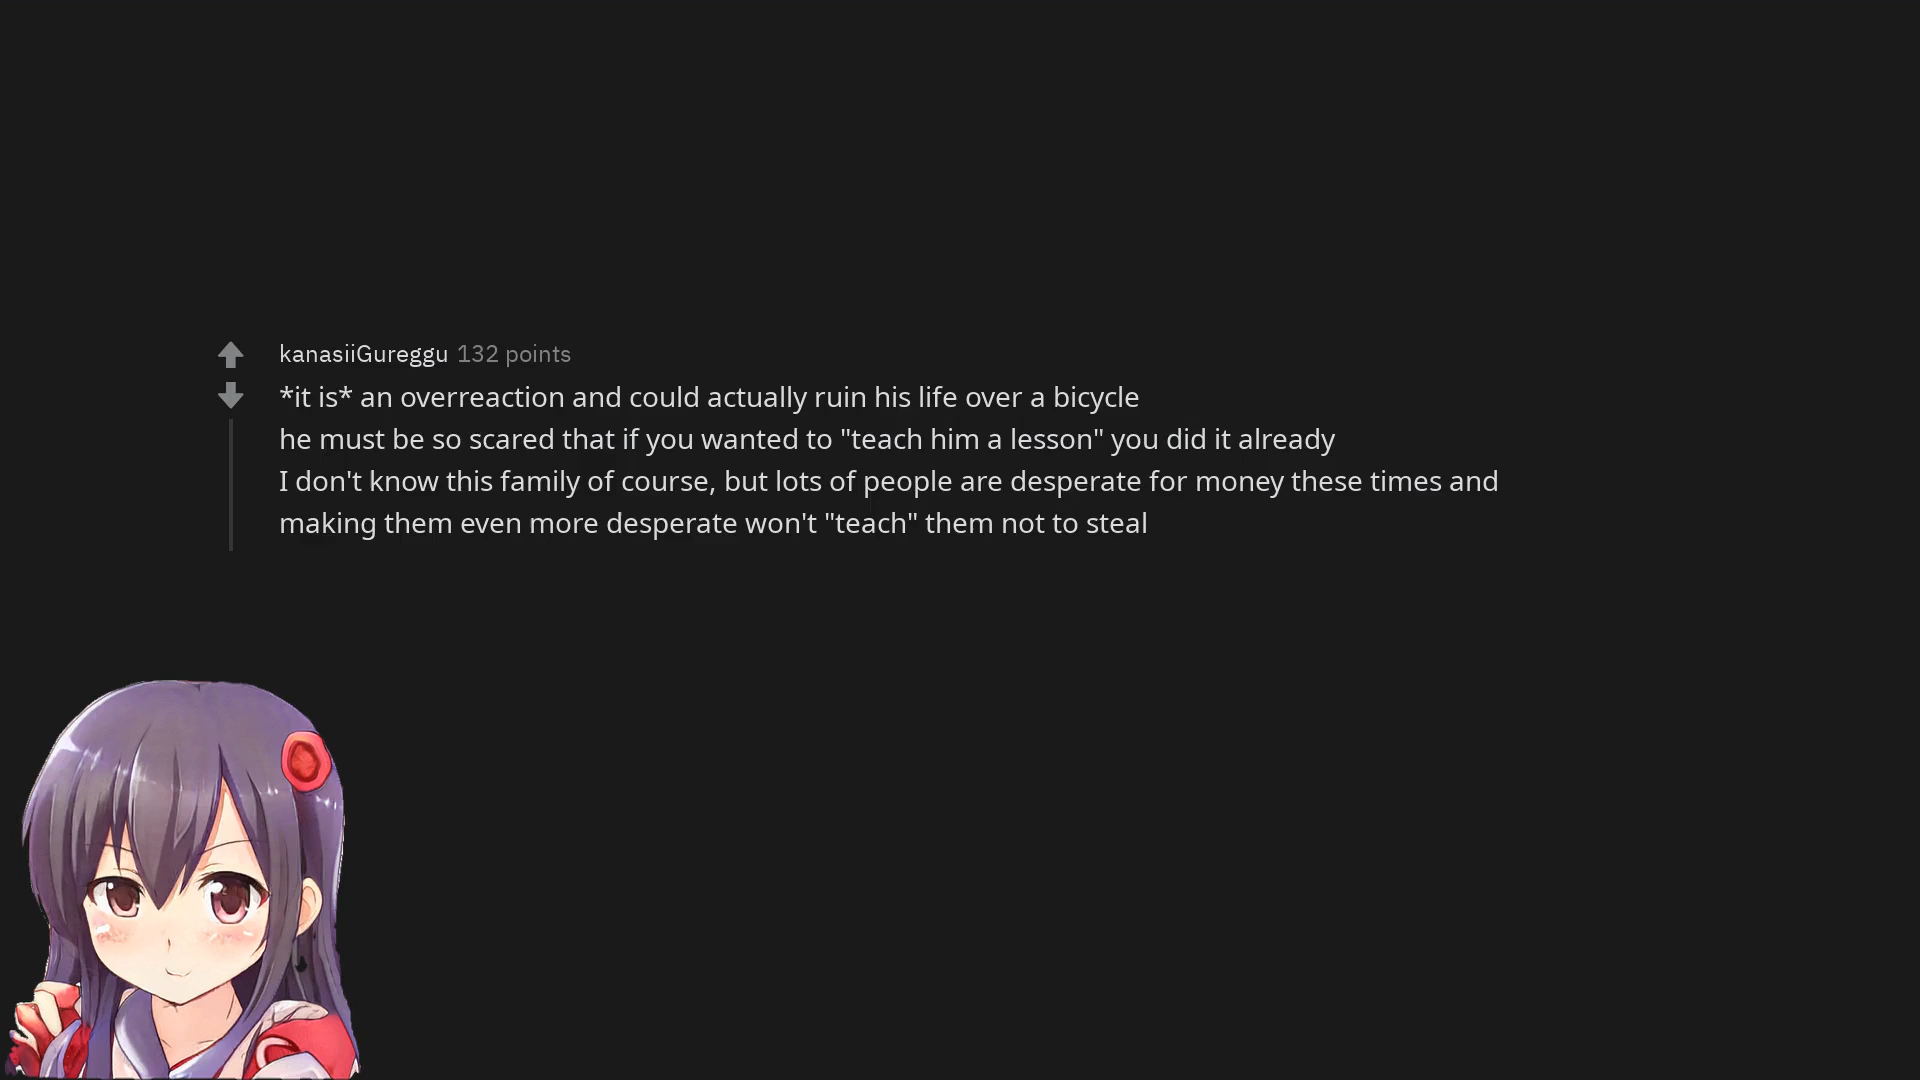 kanasiiGureggu 132 points
*it is* an overreaction and could actually ruin his life over a bicycle
he must be so scared that if you wanted to "teach him a lesson" you did it already
I don't know this family of course, but lots of people are desperate for money these times and
making them even more desperate won't "teach" them not to steal